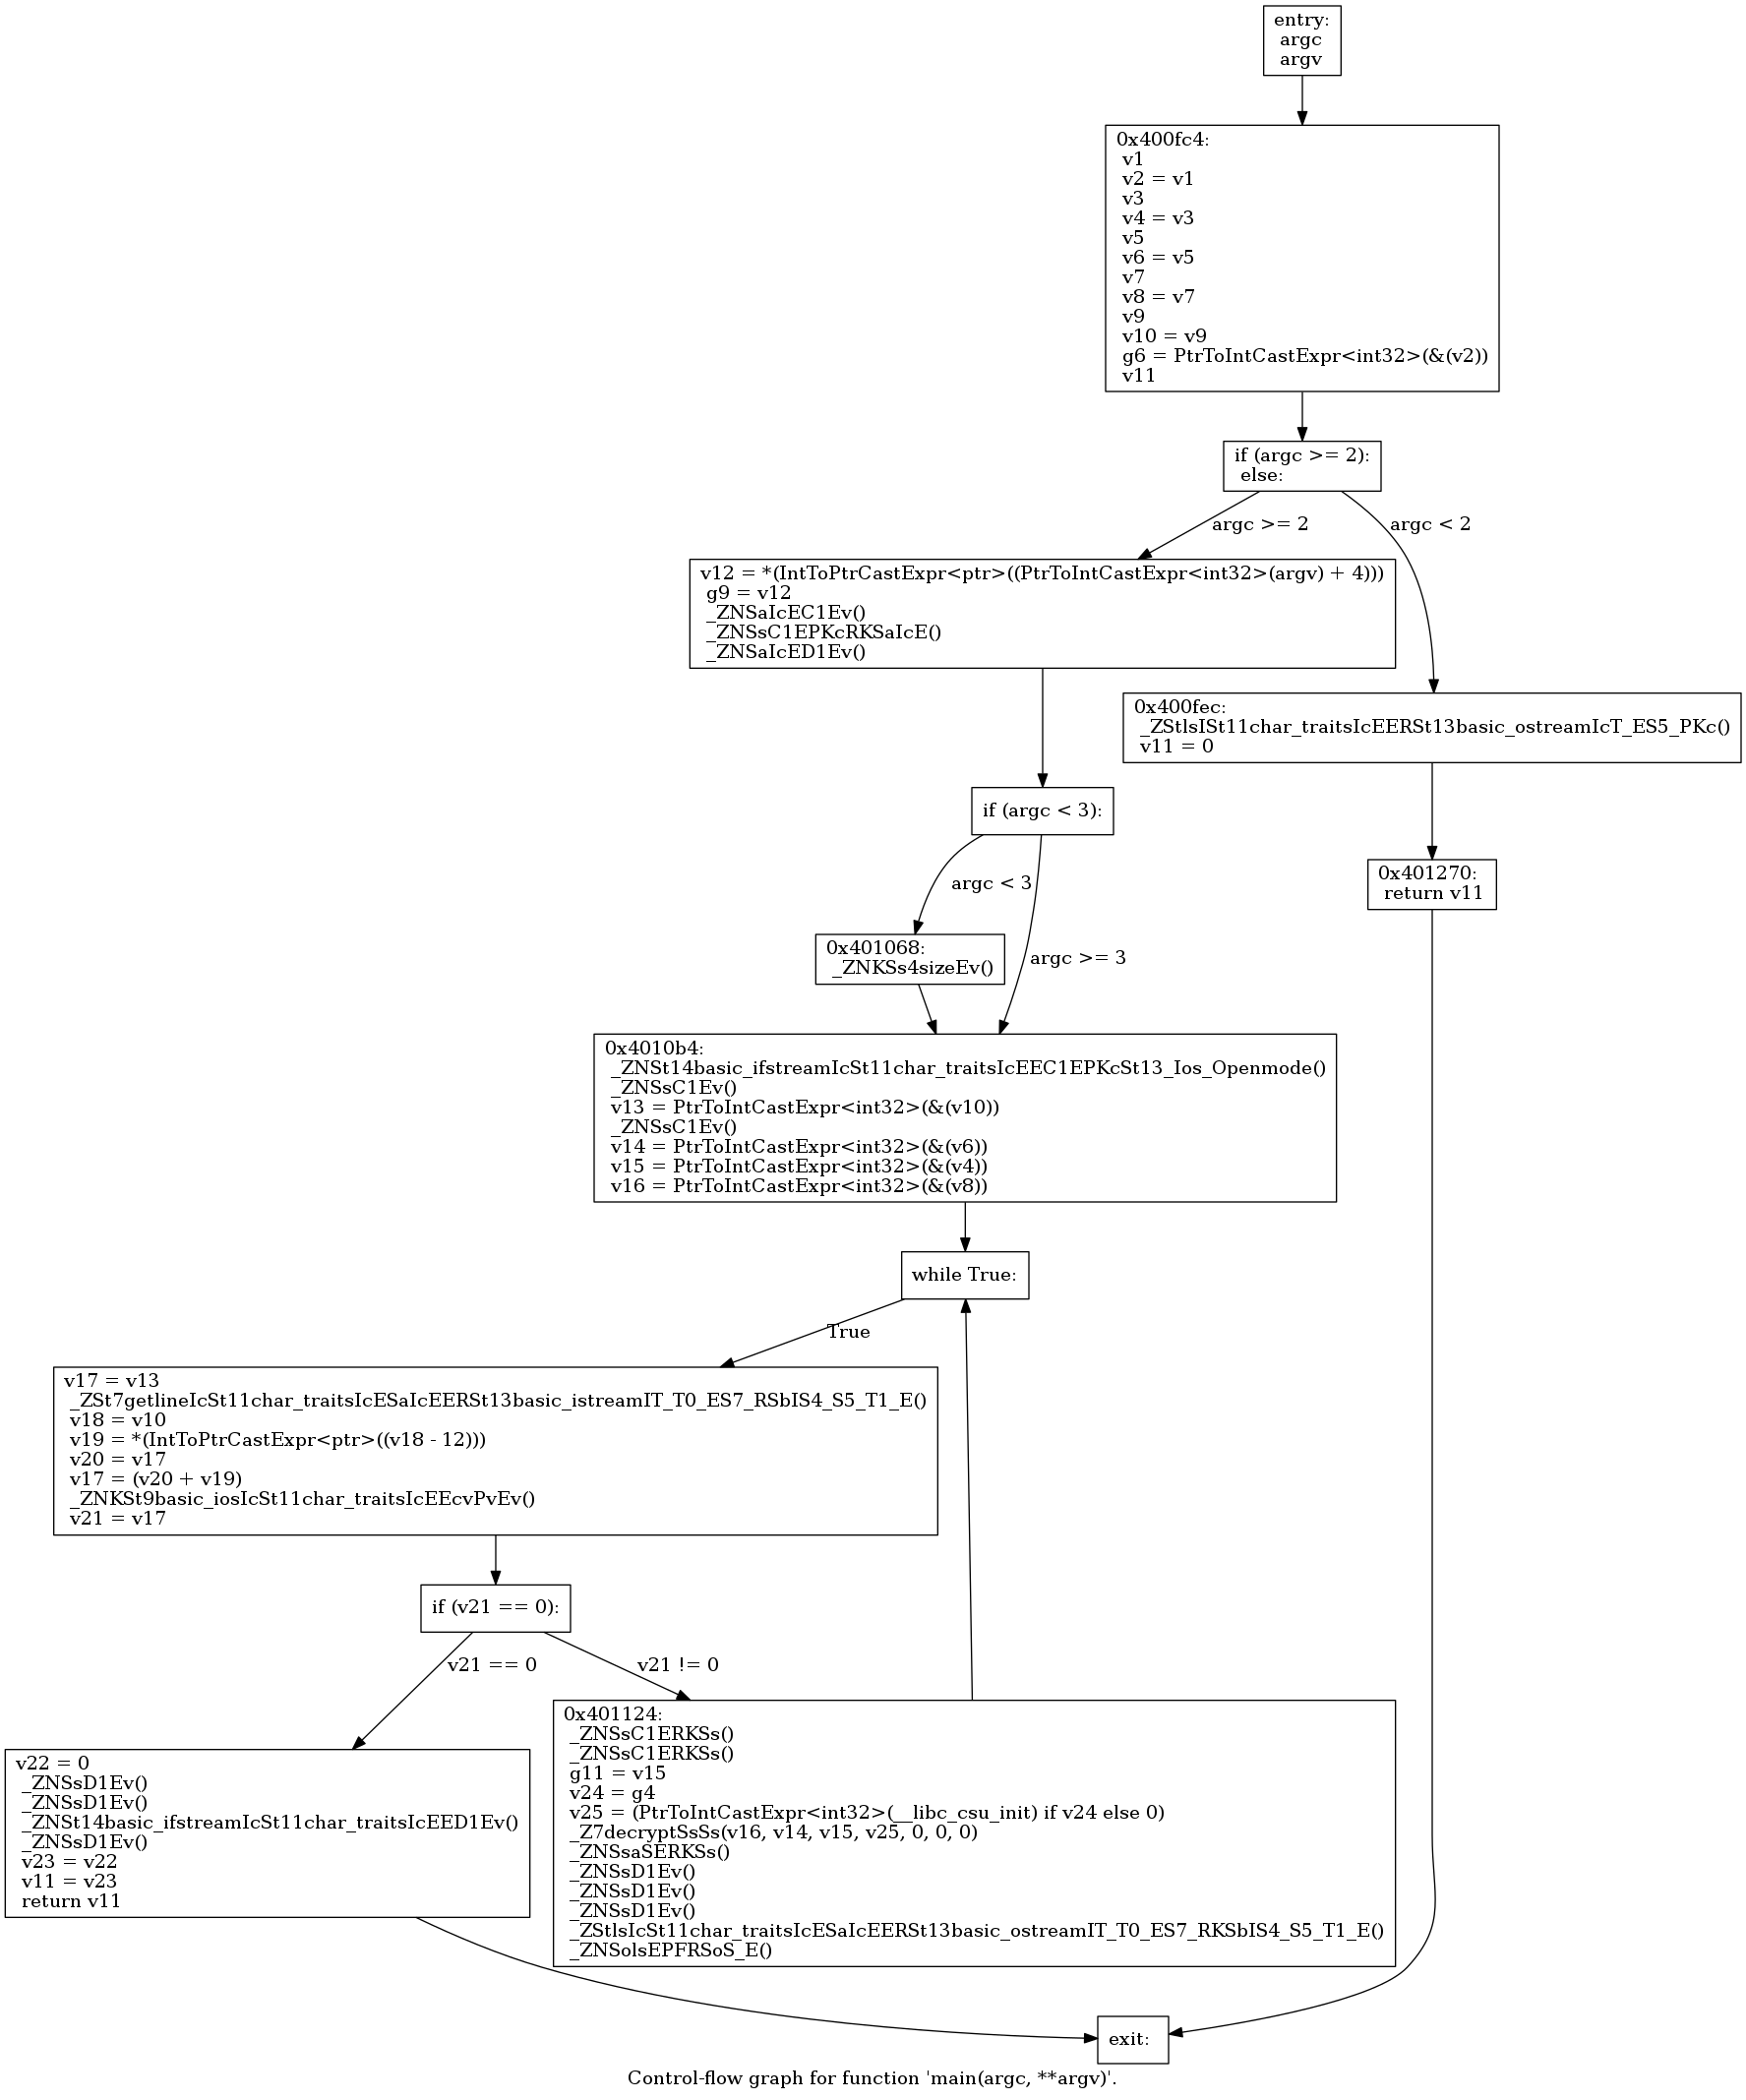 entry:
argc
argv
0x400fc4:
v1
v2 = v1
v3
v4 = v3
v5
v6 = v5
v7
v8 = v7
v9
v10 = v9
g6 = PtrToIntCastExpr<int32>(&(v2))
v11
if (argc >= 2):
else:
argc >= 2
argc < 2
v12 = *(IntToPtrCastExpr<ptr>((PtrToIntCastExpr<int32>(argv) + 4)))
g9 = v12
_ZNSaIcEC1Ev()
_ZNSsC1EPKcRKSaIcE()
_ZNSaIcED1Ev()
0x400fec:
_ZStlsISt11char_traitsIcEERSt13basic_ostreamIcT_ES5_PKc()
v11 = 0
if (argc < 3):
0x401270:
return v11
argc < 3
argc >= 3
0x401068:
_ZNKSs4sizeEv()
0x4010b4:
_ZNSt14basic_ifstreamIcSt11char_traitsIcEEC1EPKcSt13_Ios_Openmode()
_ZNSsC1Ev()
v13 = PtrToIntCastExpr<int32>(&(v10))
_ZNSsC1Ev()
v14 = PtrToIntCastExpr<int32>(&(v6))
v15 = PtrToIntCastExpr<int32>(&(v4))
v16 = PtrToIntCastExpr<int32>(&(v8))
while True:
True
v17 = v13
_ZSt7getlineIcSt11char_traitsIcESaIcEERSt13basic_istreamIT_T0_ES7_RSbIS4_S5_T1_E()
v18 = v10
v19 = *(IntToPtrCastExpr<ptr>((v18 - 12)))
v20 = v17
v17 = (v20 + v19)
_ZNKSt9basic_iosIcSt11char_traitsIcEEcvPvEv()
v21 = v17
if (v21 == 0):
v21 == 0
v21 != 0
v22 = 0
_ZNSsD1Ev()
_ZNSsD1Ev()
_ZNSt14basic_ifstreamIcSt11char_traitsIcEED1Ev()
_ZNSsD1Ev()
v23 = v22
v11 = v23
return v11
0x401124:
_ZNSsC1ERKSs()
_ZNSsC1ERKSs()
g11 = v15
v24 = g4
v25 = (PtrToIntCastExpr<int32>(__libc_csu_init) if v24 else 0)
_Z7decryptSsSs(v16, v14, v15, v25, 0, 0, 0)
_ZNSsaSERKSs()
_ZNSsD1Ev()
_ZNSsD1Ev()
_ZNSsD1Ev()
_ZStlsIcSt11char_traitsIcESaIcEERSt13basic_ostreamIT_T0_ES7_RKSbIS4_S5_T1_E()
_ZNSolsEPFRSoS_E()
exit:
Control-flow graph for function 'main(argc, **argv)'.